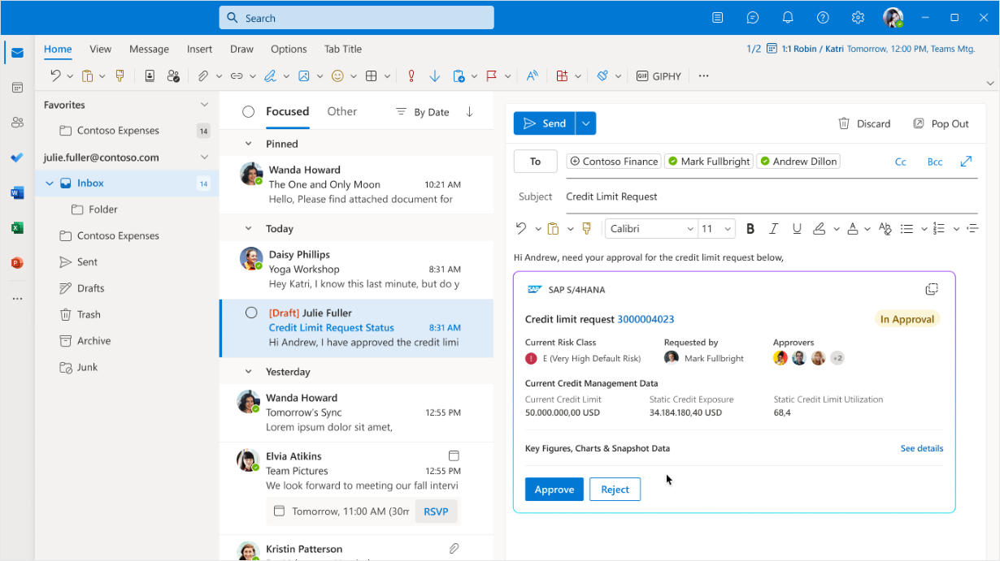 Search
Home View Message Insert Draw Options Tab Title
1/2 1:1 Robin / Katri Tomorrow, 12:00 PM, Teams Mtg.
GIF GIPHY
Favorites
Contoso Expenses 14
julie.fuller@contoso.com
Inbox 14
Folder
Contoso Expenses
Sent
Drafts
Trash
Archive
Junk
Focused Other By Date
Pinned
Wanda Howard
The One and Only Moon 10:21 AM
Hello, Please find attached document for
Today
Daisy Phillips
Yoga Workshop 8:31 AM
Hey Katri, I know this last minute, but do y
[Draft] Julie Fuller
Credit Limit Request Status 8:31 AM
Hi Andrew, I have approved the credit limi
Yesterday
Wanda Howard
Tomorrow's Sync 12:55 PM
Lorem ipsum dolor sit amet,
Elvia Atikins
Team Pictures 12:55 PM
We look forward to meeting our fall intervi
Tomorrow, 11:00 AM (30m RSVP
Kristin Patterson
Send Discard Pop Out
To Contoso Finance Mark Fullbright Andrew Dillon Cc Bcc
Subject Credit Limit Request
Calibri 11 B I U
Hi Andrew, need your approval for the credit limit request below,
SAP SAP S/4HANA
Credit limit request 3000004023 In Approval
Current Risk Class Requested by Approvers
E (Very High Default Risk) Mark Fullbright +2
Current Credit Management Data
Current Credit Limit Static Credit Exposure Static Credit Limit Utilization
50.000.000,00 USD 34.184.180,40 USD 68,4
Key Figures, Charts & Snapshot Data See details
Approve Reject